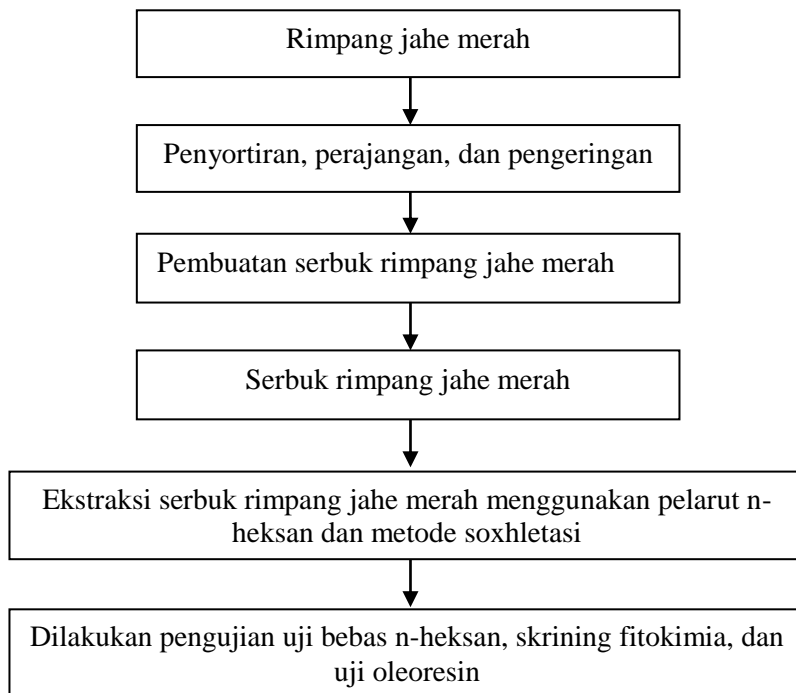 Rimpang jahe merah
Penyortiran, perajangan, dan pengeringan
Pembuatan serbuk rimpang jahe merah
Serbuk rimpang jahe merah
Ekstraksi serbuk rimpang jahe merah menggunakan pelarut n-
heksan dan metode soxhletasi
Dilakukan pengujian uji bebas n-heksan, skrining fitokimia, dan
uji oleoresin